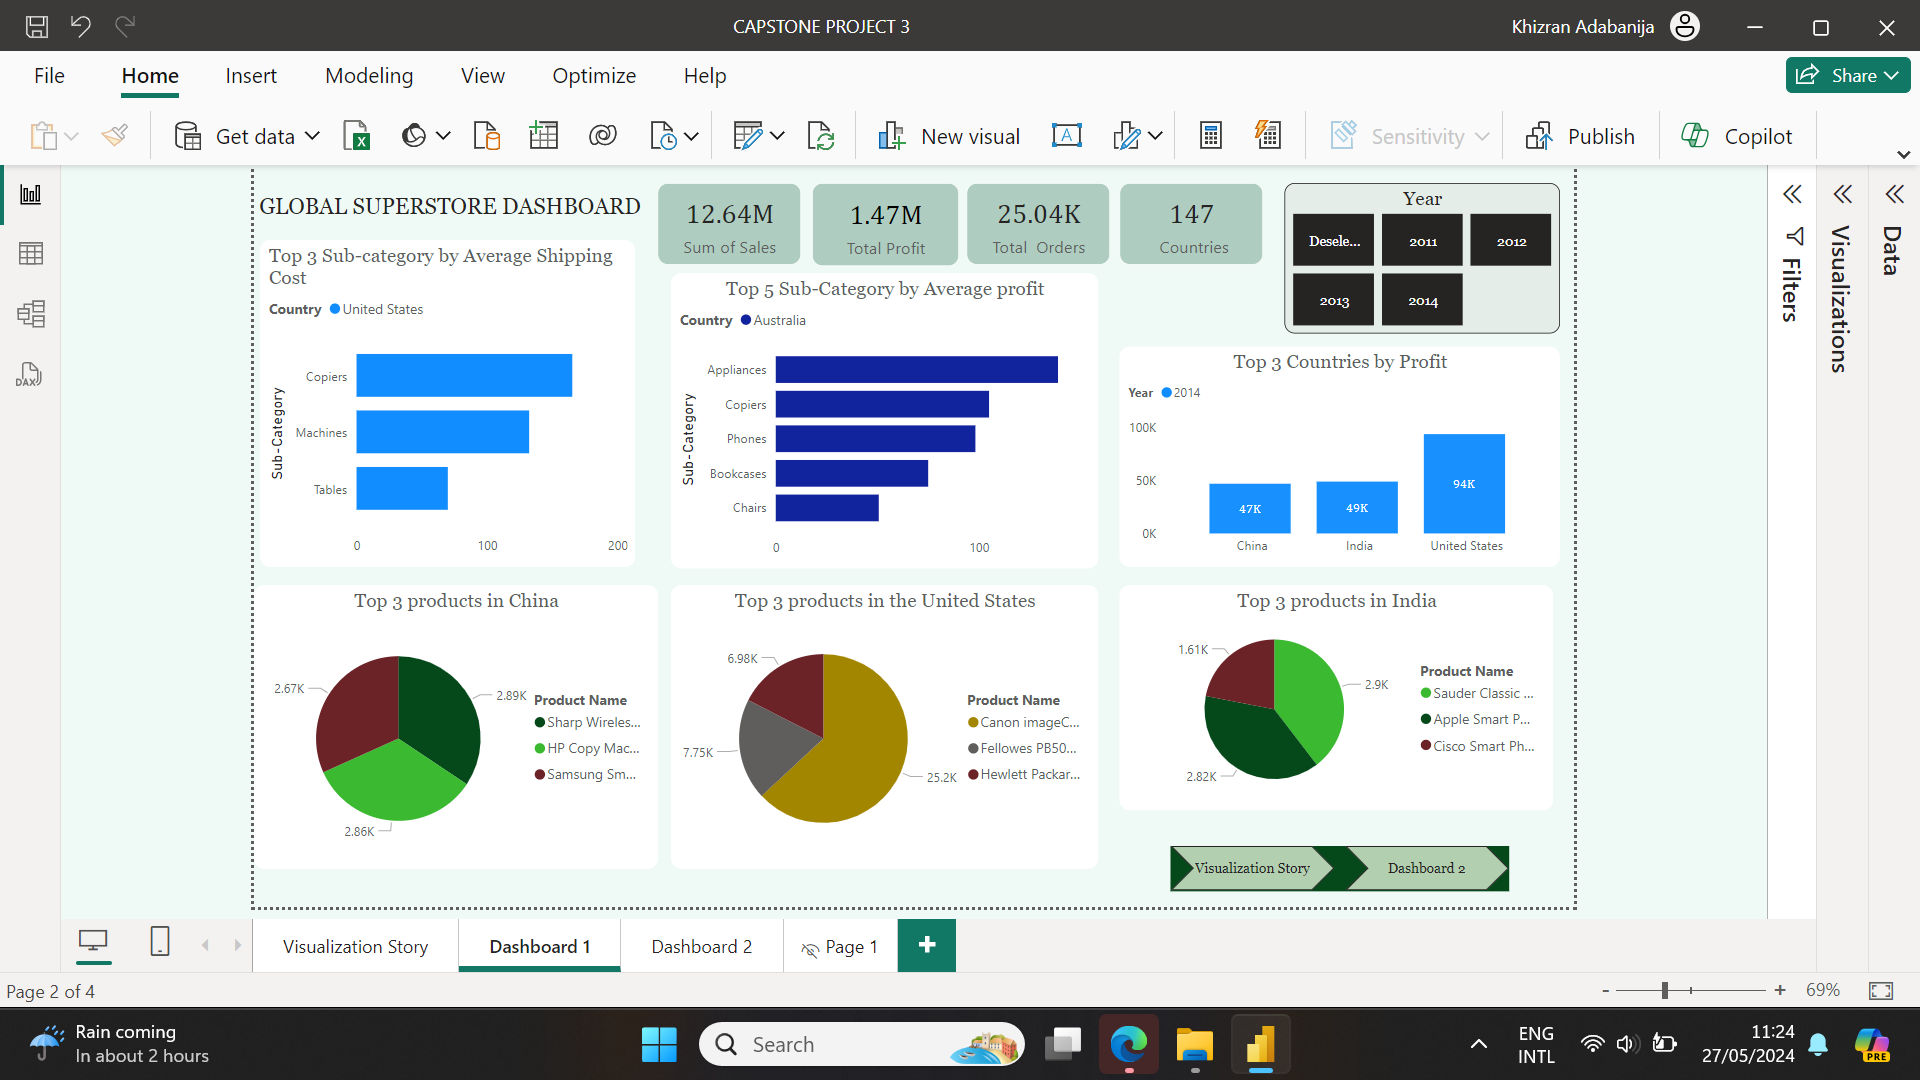 CAPSTONE PROJECT 3
Khizran Adabanija
File Home Insert Modeling View Optimize Help
Share
Get data
New visual
Sensitivity
Publish
Copilot
GLOBAL SUPERSTORE DASHBOARD
12.64M
Sum of Sales
1.47M
Total Profit
25.04K
Total Orders
147
Countries
Year
Desele...
2011
2012
2013
2014
Top 3 Sub-category by Average Shipping
Cost
Country United States
Sub-Category
Copiers
Machines
Tables
0 100 200
Top 5 Sub-Category by Average profit
Country Australia
Sub-Category
Appliances
Copiers
Phones
Bookcases
Chairs
0 100
Top 3 Countries by Profit
Year 2014
100K
50K
0K
47K
49K
94K
China India United States
Top 3 products in China
2.67K
2.89K
2.86K
Product Name
Sharp Wireles...
HP Copy Mac...
Samsung Sm...
Top 3 products in the United States
6.98K
7.75K
25.2K
Product Name
Canon imageC...
Fellowes PB50...
Hewlett Packar...
Top 3 products in India
1.61K
2.9K
2.82K
Product Name
Sauder Classic ...
Apple Smart P...
Cisco Smart Ph...
Visualization Story
Dashboard 2
Filters
Visualizations
Data
DAX
A
Visualization Story Dashboard 1 Dashboard 2 Page 1 +
Page 2 of 4
- + 69%
Rain coming
In about 2 hours
Search
ENG
INTL
11:24
27/05/2024
PRE